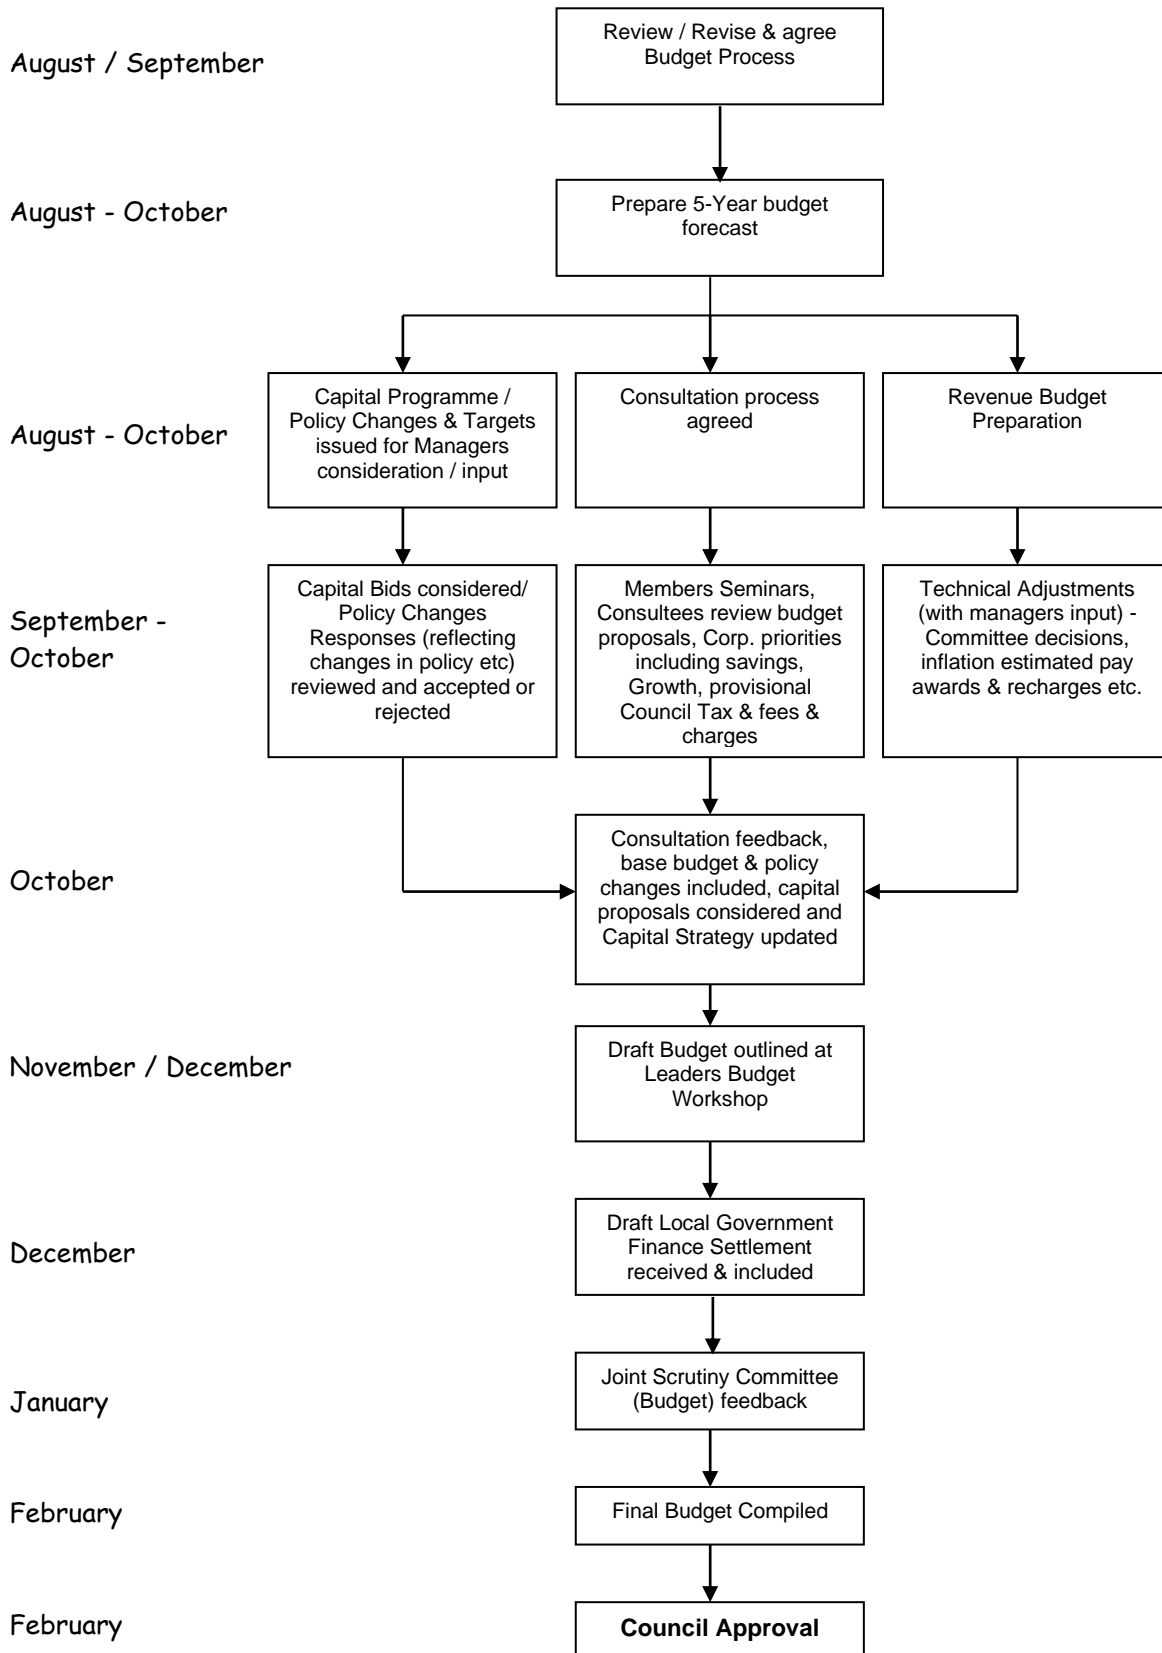 August / September
Review / Revise & agree
Budget Process
August - October
Prepare 5-Year budget
forecast
August - October
Capital Programme /
Policy Changes & Targets
issued for Managers
consideration / input
Consultation process
agreed
Revenue Budget
Preparation
September -
October
Capital Bids considered/
Policy Changes
Responses (reflecting
changes in policy etc)
reviewed and accepted or
rejected
Members Seminars,
Consultees review budget
proposals, Corp. priorities
including savings,
Growth, provisional
Council Tax & fees &
charges
Technical Adjustments
(with managers input) -
Committee decisions,
inflation estimated pay
awards & recharges etc.
October
Consultation feedback,
base budget & policy
changes included, capital
proposals considered and
Capital Strategy updated
November / December
Draft Budget outlined at
Leaders Budget
Workshop
December
Draft Local Government
Finance Settlement
received & included
January
Joint Scrutiny Committee
(Budget) feedback
February
Final Budget Compiled
February
Council Approval